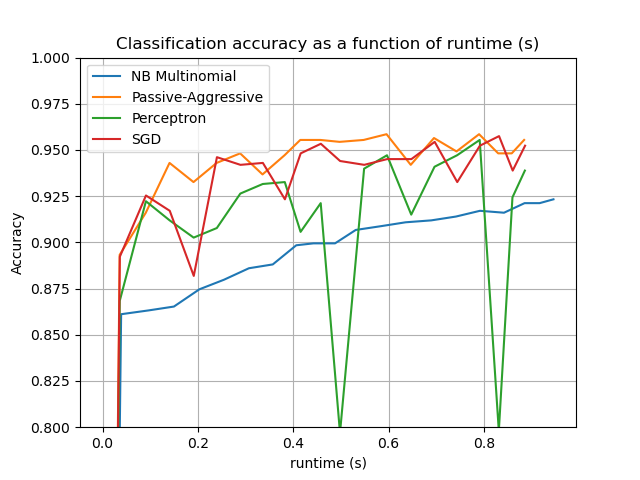 Classification accuracy as a function of runtime (s)
NB Multinomial
Passive-Aggressive
Perceptron
SGD
1.000
0.975
0.950
0.925
0.900
0.875
0.850
0.825
0.800
Accuracy
0.0 0.2 0.4 0.6 0.8
runtime (s)